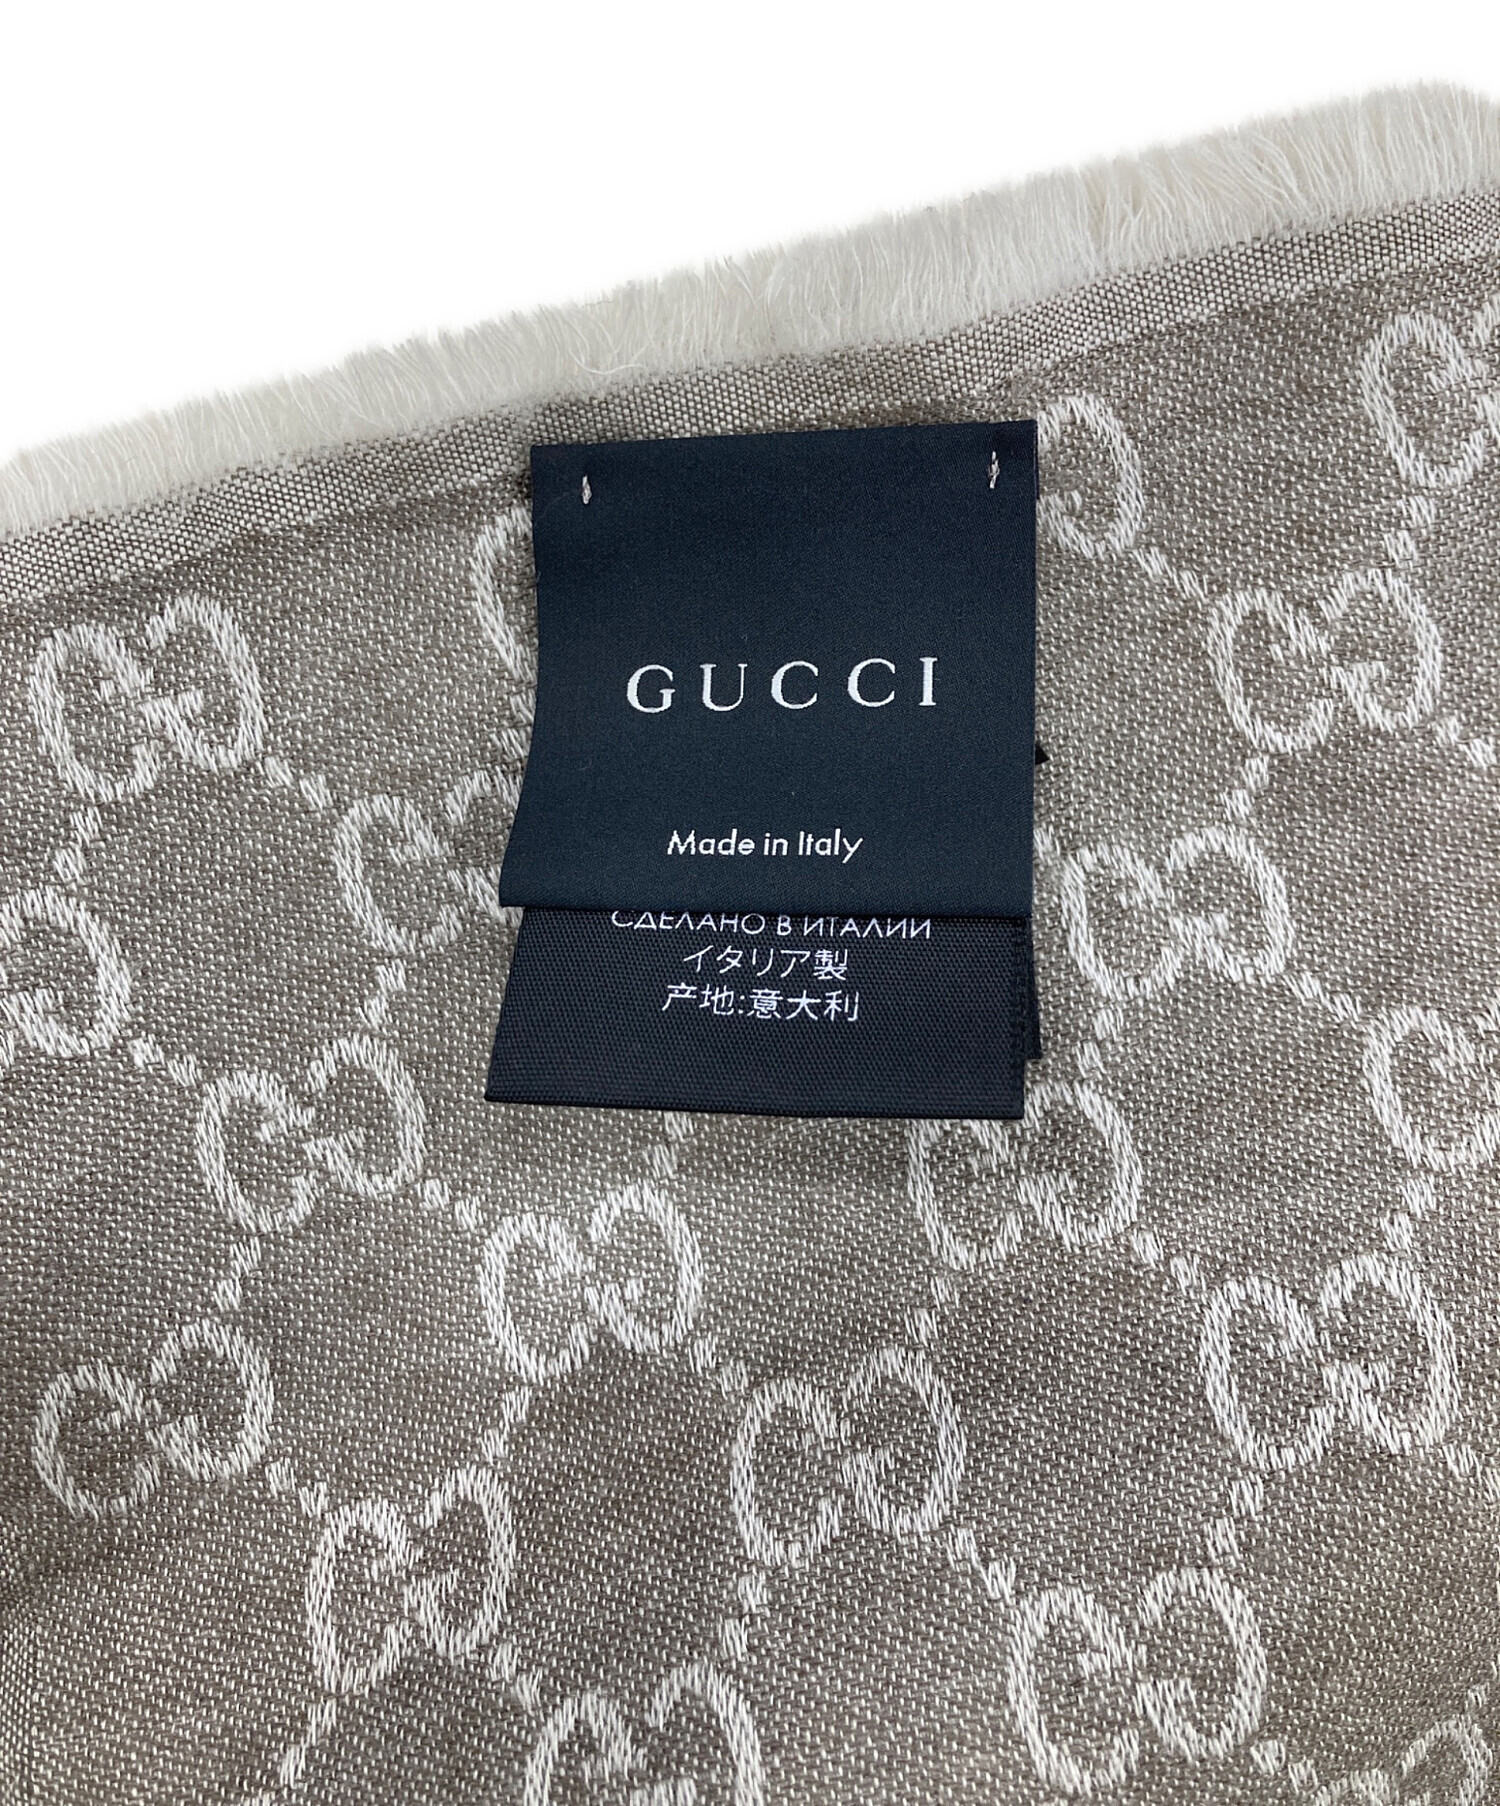 GUCCI
Made in Italy
СДЕЛАНО В ИТАЛИИ
イタリア製
产地:意大利